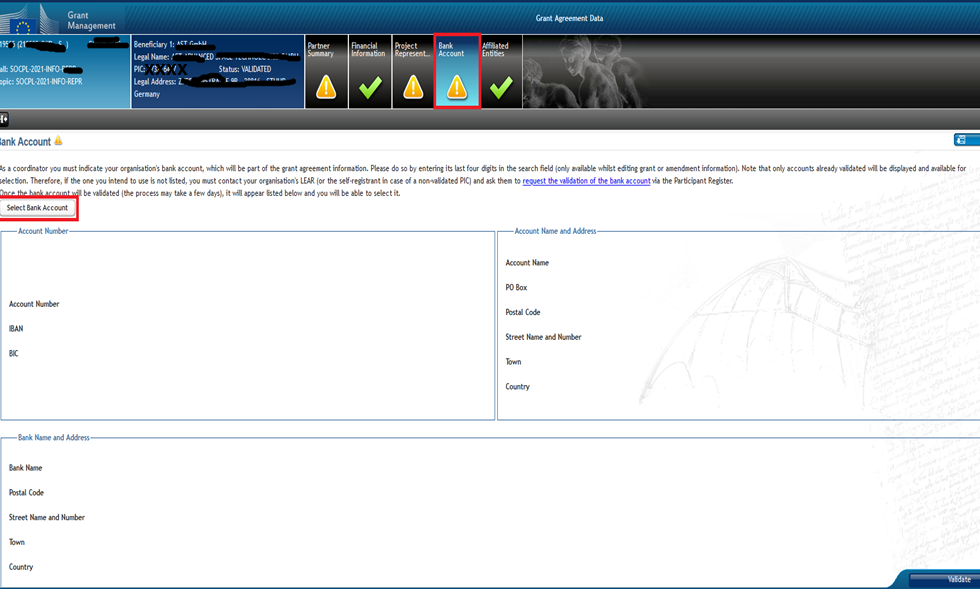 Grant
Management
Grant Agreement Data
all: SOCPL-2021-INFO-
opic: SOCPL-2021-INFO-REPR
Beneficiary 1: AST GmbH
Legal Name:
PIC: XXXX Status: VALIDATED
Legal Address:
Germany
Partner
Summary
Financial
Information
Project
Represent...
Bank
Account
Affiliated
Entities
Bank Account
As a coordinator you must indicate your organisation's bank account, which will be part of the grant agreement information. Please do so by entering its last four digits in the search field (only available whilst editing grant or amendment information). Note that only accounts already validated will be displayed and available for
selection. Therefore, if the one you intend to use is not listed, you must contact your organisation's LEAR (or the self-registrant in case of a non-validated PIC) and ask them to request the validation of the bank account via the Participant Register.
Once the bank account will be validated (the process may take a few days), it will appear listed below and you will be able to select it.
Select Bank Account
Account Number
Account Number
IBAN
BIC
Account Name and Address
Account Name
PO Box
Postal Code
Street Name and Number
Town
Country
Bank Name and Address
Bank Name
Postal Code
Street Name and Number
Town
Country
Validate